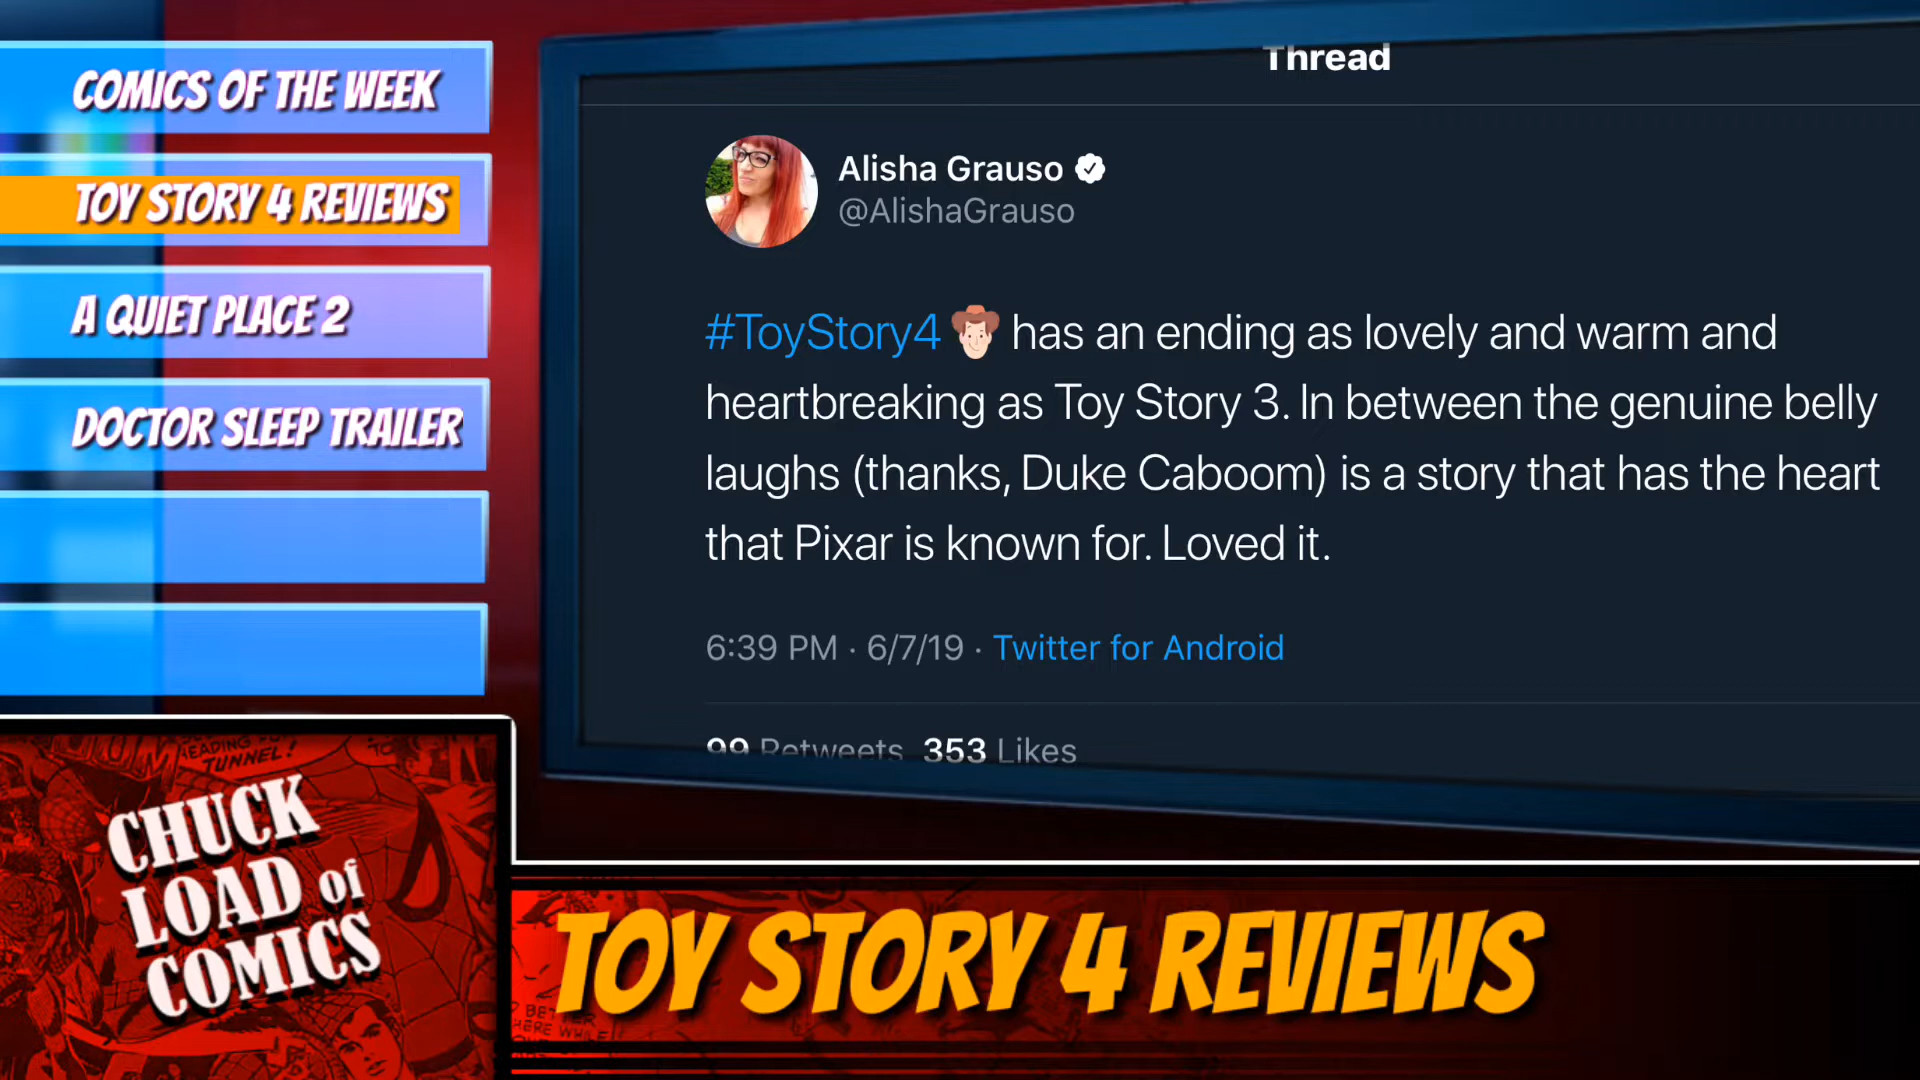 COMICS OF THE WEEK
TOY STORY 4 REVIEWS
A QUIET PLACE 2
DOCTOR SLEEP TRAILER
Thread
Alisha Grauso
@AlishaGrauso
#ToyStory4 has an ending as lovely and warm and
heartbreaking as Toy Story 3. In between the genuine belly
laughs (thanks, Duke Caboom) is a story that has the heart
that Pixar is known for. Loved it.
6:39 PM · 6/7/19 · Twitter for Android
99 Retweets 353 Likes
TUNNEL!
CHUCK
LOAD of
COMICS
TOY STORY 4 REVIEWS
HERE WHILE